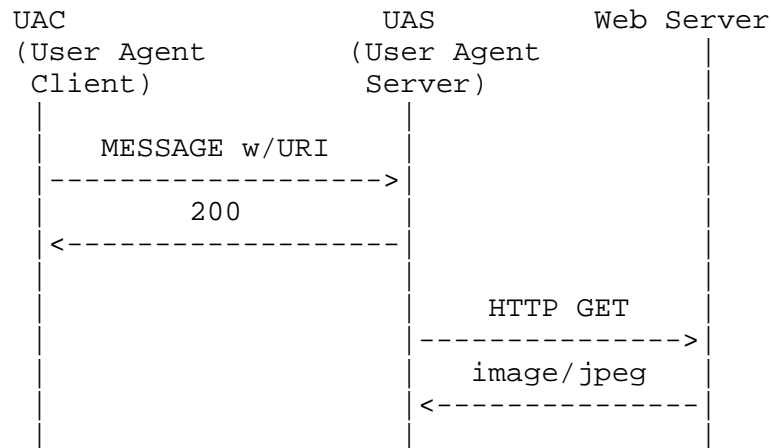 UAC UAS Web Server
(User Agent (User Agent
Client) Server)
MESSAGE w/URI
200
HTTP GET
image/jpeg